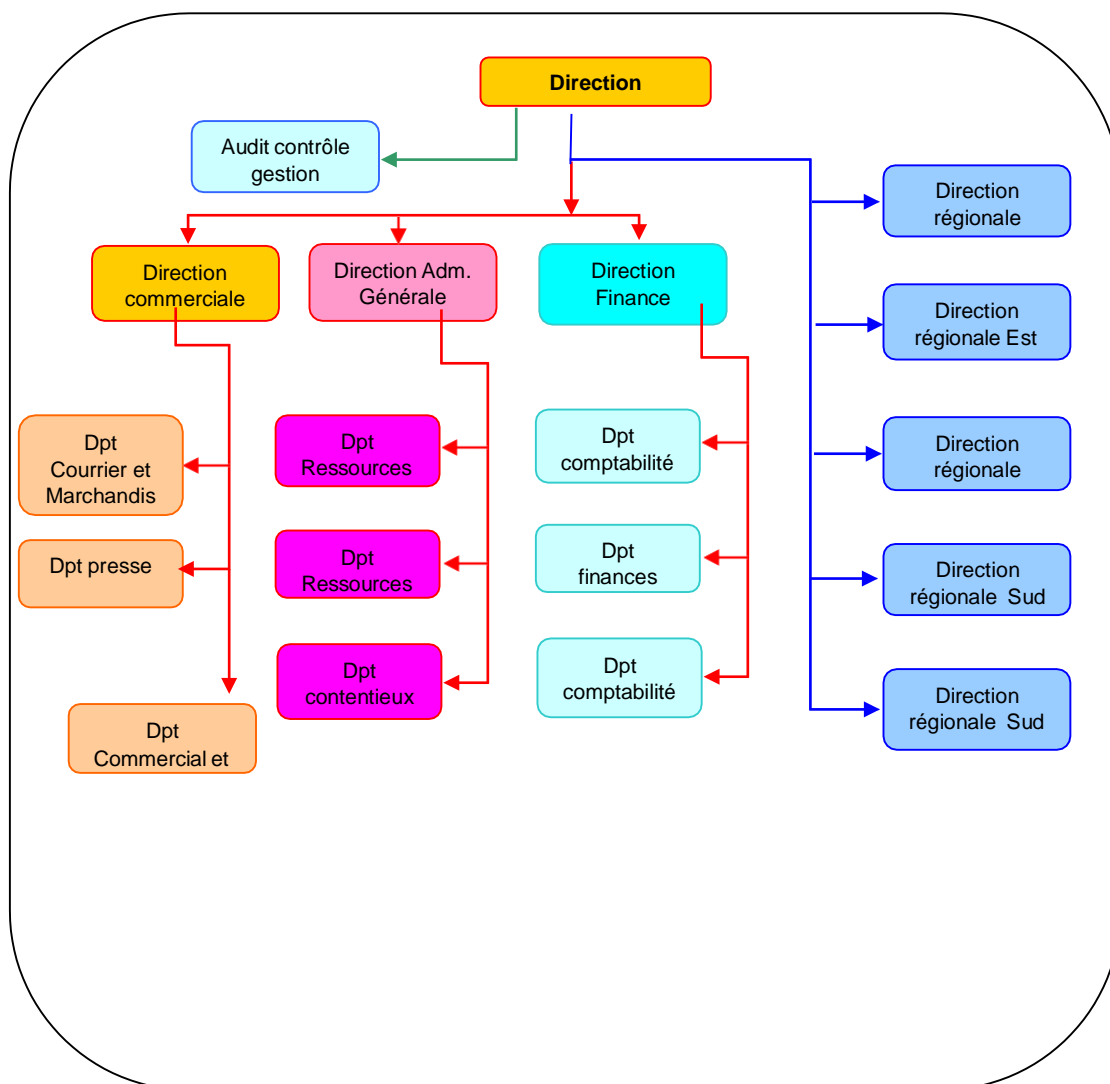 Direction
Audit contrôle
gestion
Direction
commerciale
Direction Adm.
Générale
Direction
Finance
Direction
régionale
Direction
régionale Est
Direction
régionale
Direction
régionale Sud
Direction
régionale Sud
Dpt
Courrier et
Marchandis
Dpt presse
Dpt
Commercial et
Dpt
Ressources
Dpt
Ressources
Dpt
contentieux
Dpt
comptabilité
Dpt
finances
Dpt
comptabilité